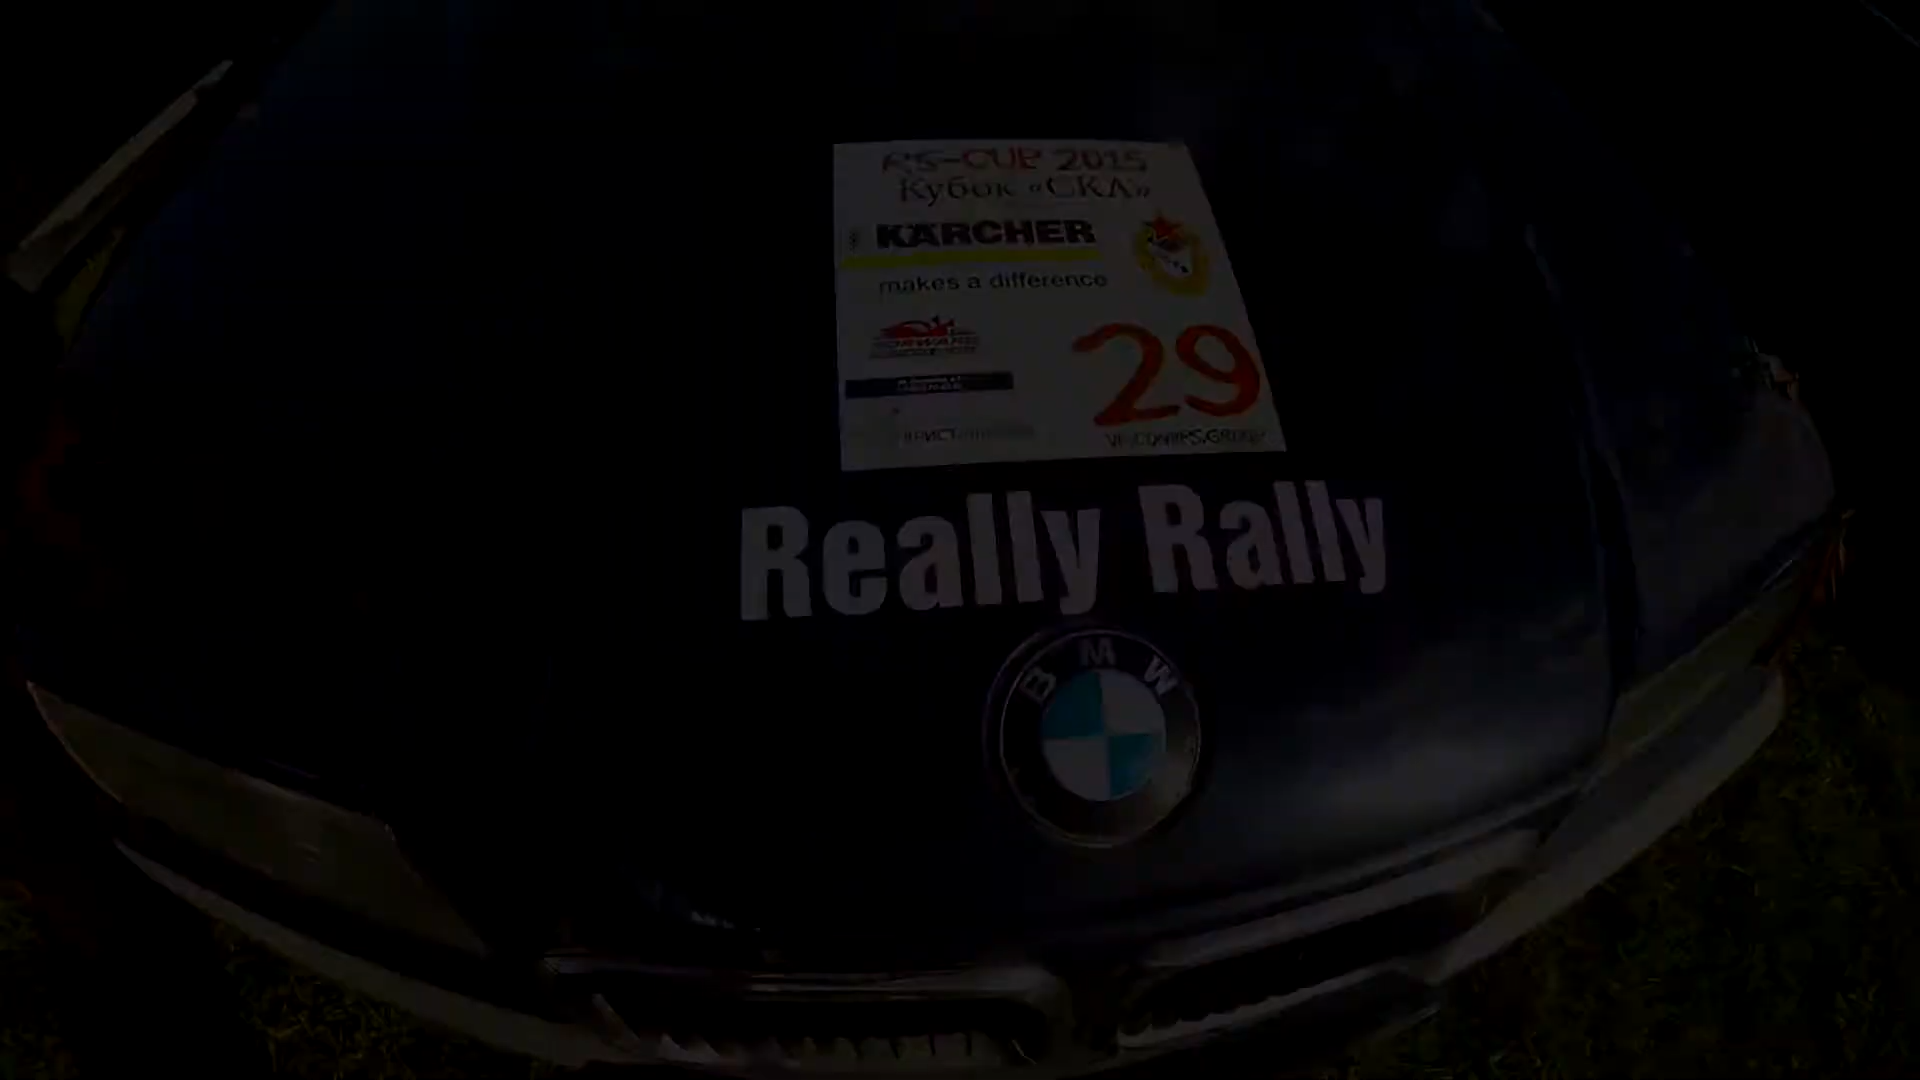 RS-CUP 2015
Кубок «СКА»
KÄRCHER
makes a difference
29
Really Rally
BMW